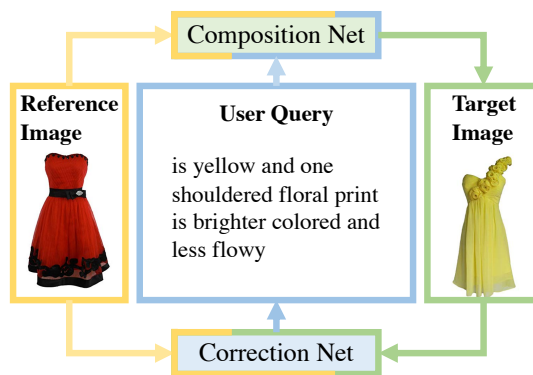 Composition Net
Reference
Image
User Query
is yellow and one
shouldered floral print
is brighter colored and
less flowy
Target
Image
Correction Net